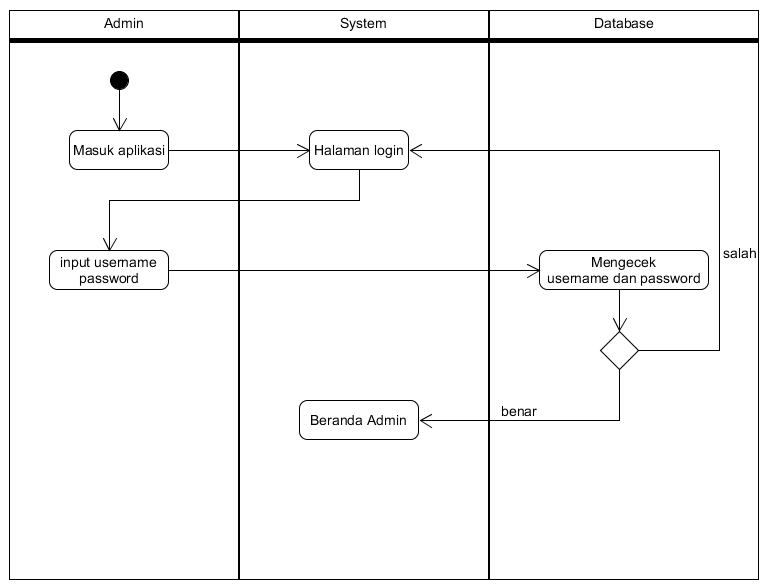 Admin
System
Database
Masuk aplikasi
Halaman login
input username
password
Mengecek
username dan password
salah
benar
Beranda Admin